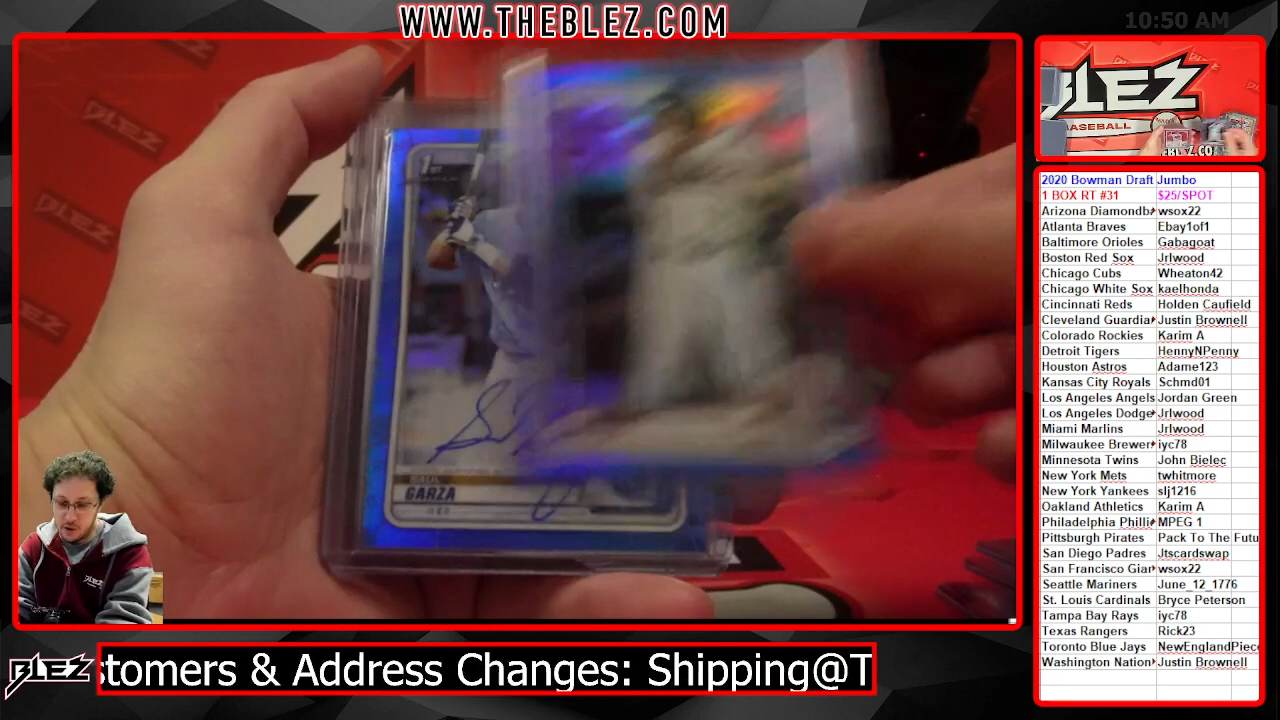 WWW.THEBLEZ.COM
10:50 AM
BLEZ
BASEBALL
1ST
GARZA
2020 Bowman Draft Jumbo
1 BOX RT #31 $25/SPOT
Arizona Diamondba wsox22
Atlanta Braves Ebay1of1
Baltimore Orioles Gabagoat
Boston Red Sox Jrlwood
Chicago Cubs Wheaton42
Chicago White Sox kaelhonda
Cincinnati Reds Holden Caufield
Cleveland Guardia Justin Brownell
Colorado Rockies Karim A
Detroit Tigers HennyNPenny
Houston Astros Adame123
Kansas City Royals Schmd01
Los Angeles Angels Jordan Green
Los Angeles Dodge Jrlwood
Miami Marlins Jrlwood
Milwaukee Brewer iyc78
Minnesota Twins John Bielec
New York Mets twhitmore
New York Yankees slj1216
Oakland Athletics Karim A
Philadelphia Philli MPEG 1
Pittsburgh Pirates Pack To The Futu
San Diego Padres Jtscardswap
San Francisco Gian wsox22
Seattle Mariners June_12_1776
St. Louis Cardinals Bryce Peterson
Tampa Bay Rays iyc78
Texas Rangers Rick23
Toronto Blue Jays NewEnglandPiece
Washington Nation Justin Brownell
BLEZ
stomers & Address Changes: Shipping@T